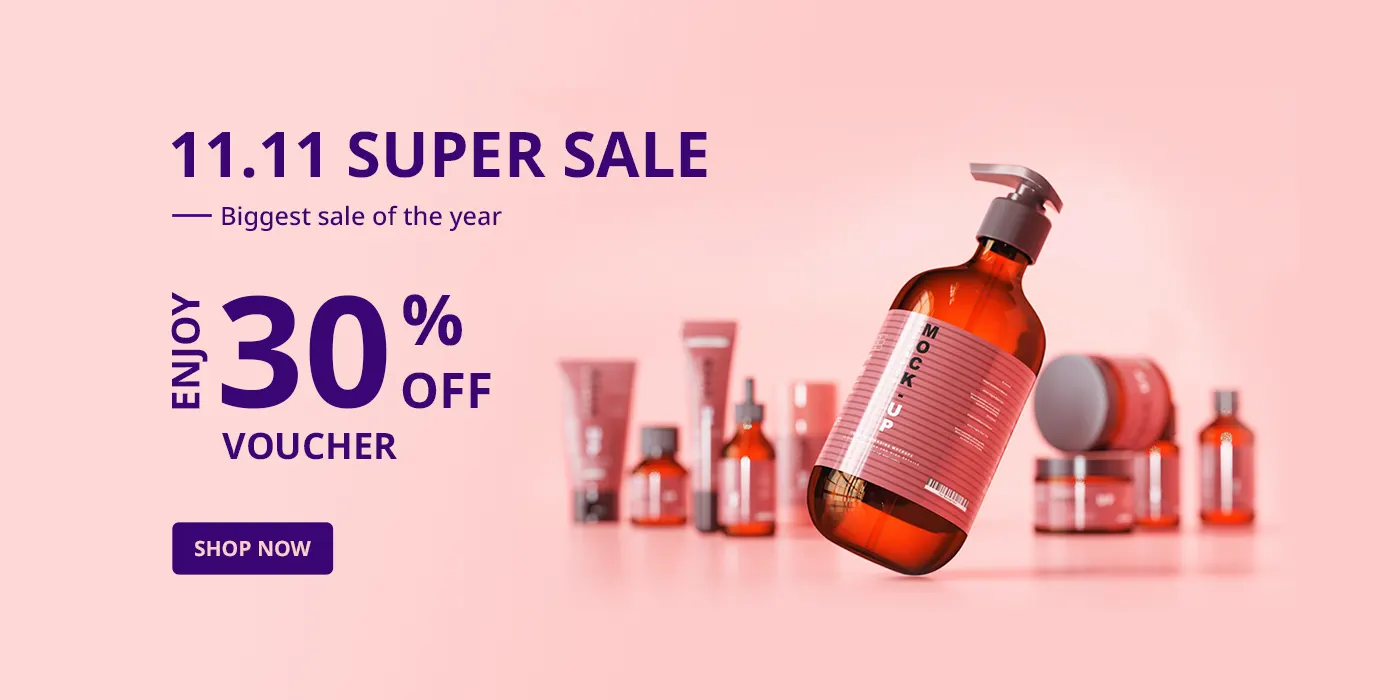 11.11 SUPER SALE
Biggest sale of the year
ENJOY
30%
OFF
VOUCHER
SHOP NOW
MOCK-UP